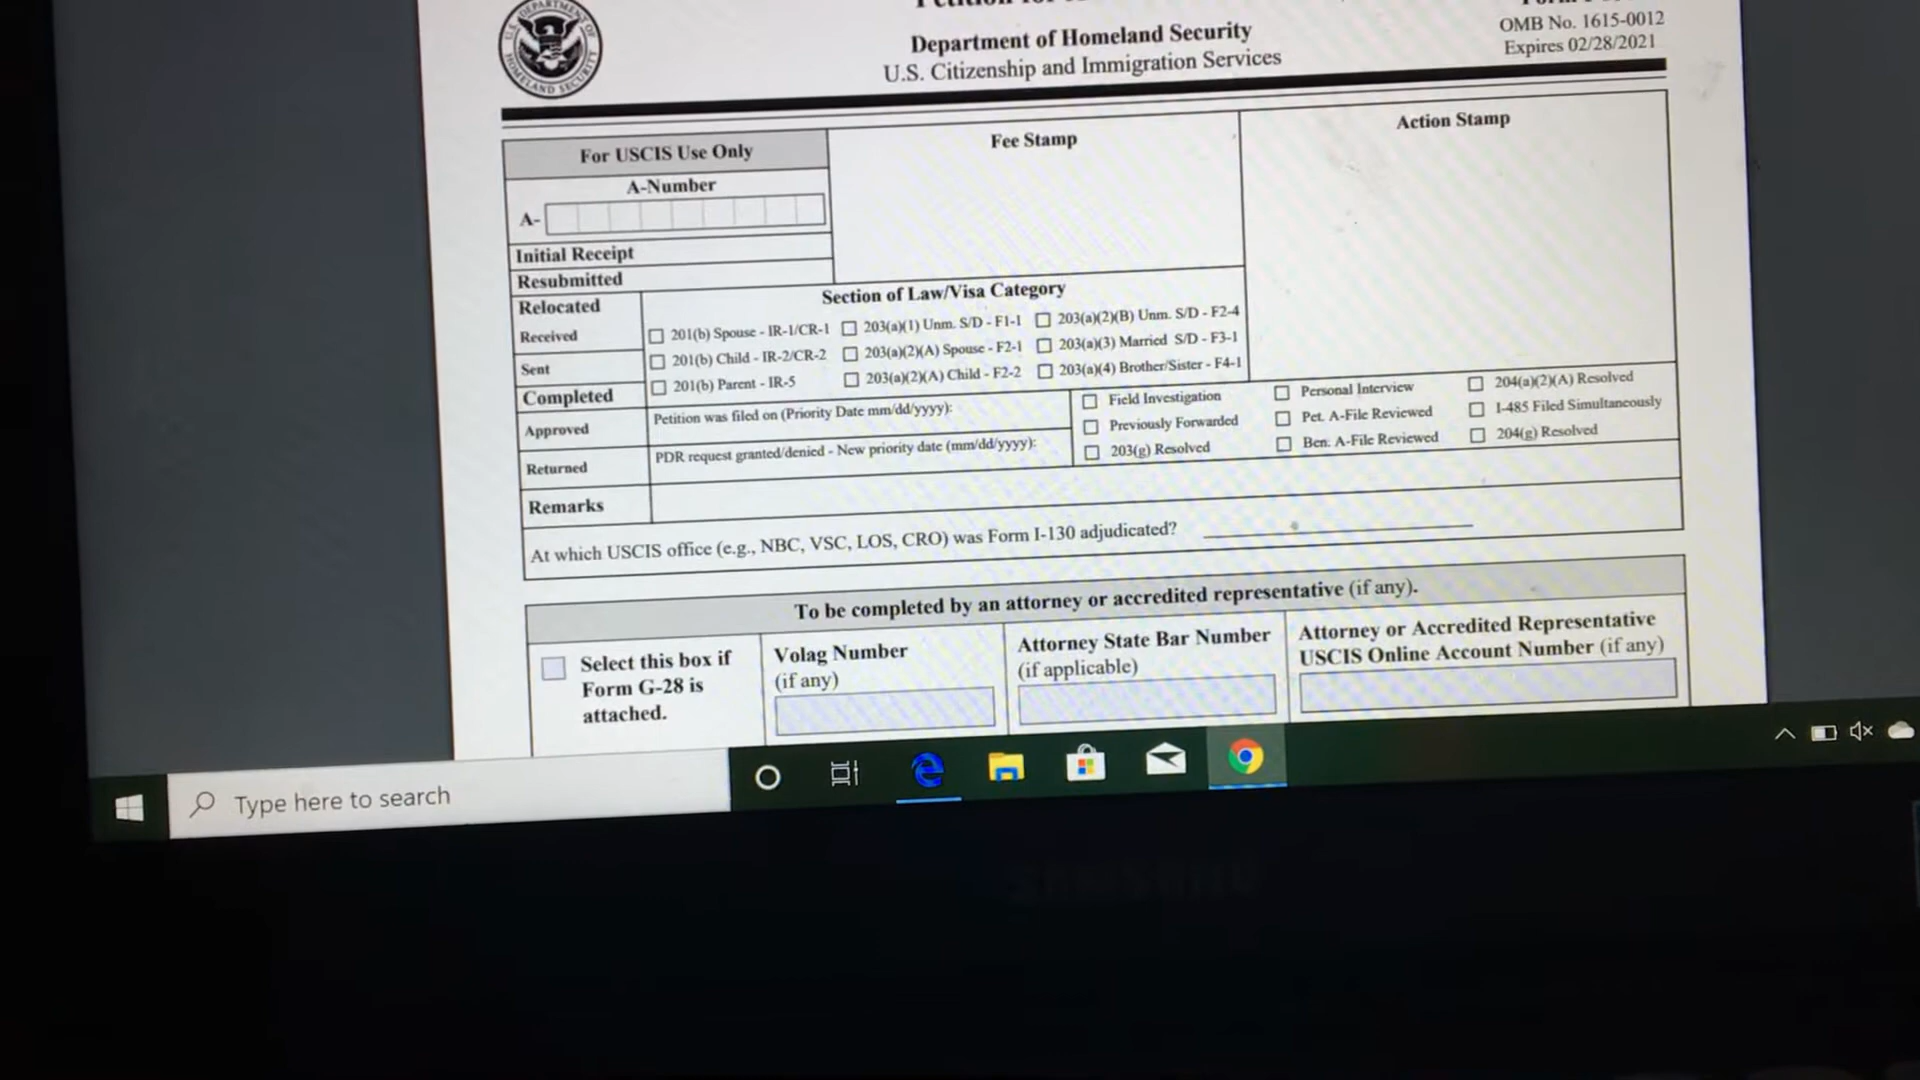 Department of Homeland Security
U.S. Citizenship and Immigration Services
OMB No. 1615-0012
Expires 02/28/2021
For USCIS Use Only
A-Number
A-
Initial Receipt
Resubmitted
Fee Stamp
Action Stamp
Relocated
Received
Sent
Completed
Approved
Returned
Remarks
Section of Law/Visa Category
201(b) Spouse - IR-1/CR-1 203(a)(1) Unm. S/D - F1-1 203(a)(2)(B) Unm. S/D - F2-4
201(b) Child - IR-2/CR-2 203(a)(2)(A) Spouse - F2-1 203(a)(3) Married S/D - F3-1
201(b) Parent - IR-5 203(a)(2)(A) Child - F2-2 203(a)(4) Brother/Sister - F4-1
Petition was filed on (Priority Date mm/dd/yyyy):
PDR request granted/denied - New priority date (mm/dd/yyyy):
Field Investigation Personal Interview 204(a)(2)(A) Resolved
Previously Forwarded Pet. A-File Reviewed I-485 Filed Simultaneously
203(g) Resolved Ben. A-File Reviewed 204(g) Resolved
At which USCIS office (e.g., NBC, VSC, LOS, CRO) was Form I-130 adjudicated?
To be completed by an attorney or accredited representative (if any).
Select this box if
Form G-28 is
attached.
Volag Number
(if any)
Attorney State Bar Number
(if applicable)
Attorney or Accredited Representative
USCIS Online Account Number (if any)
Type here to search
SAMSUNG